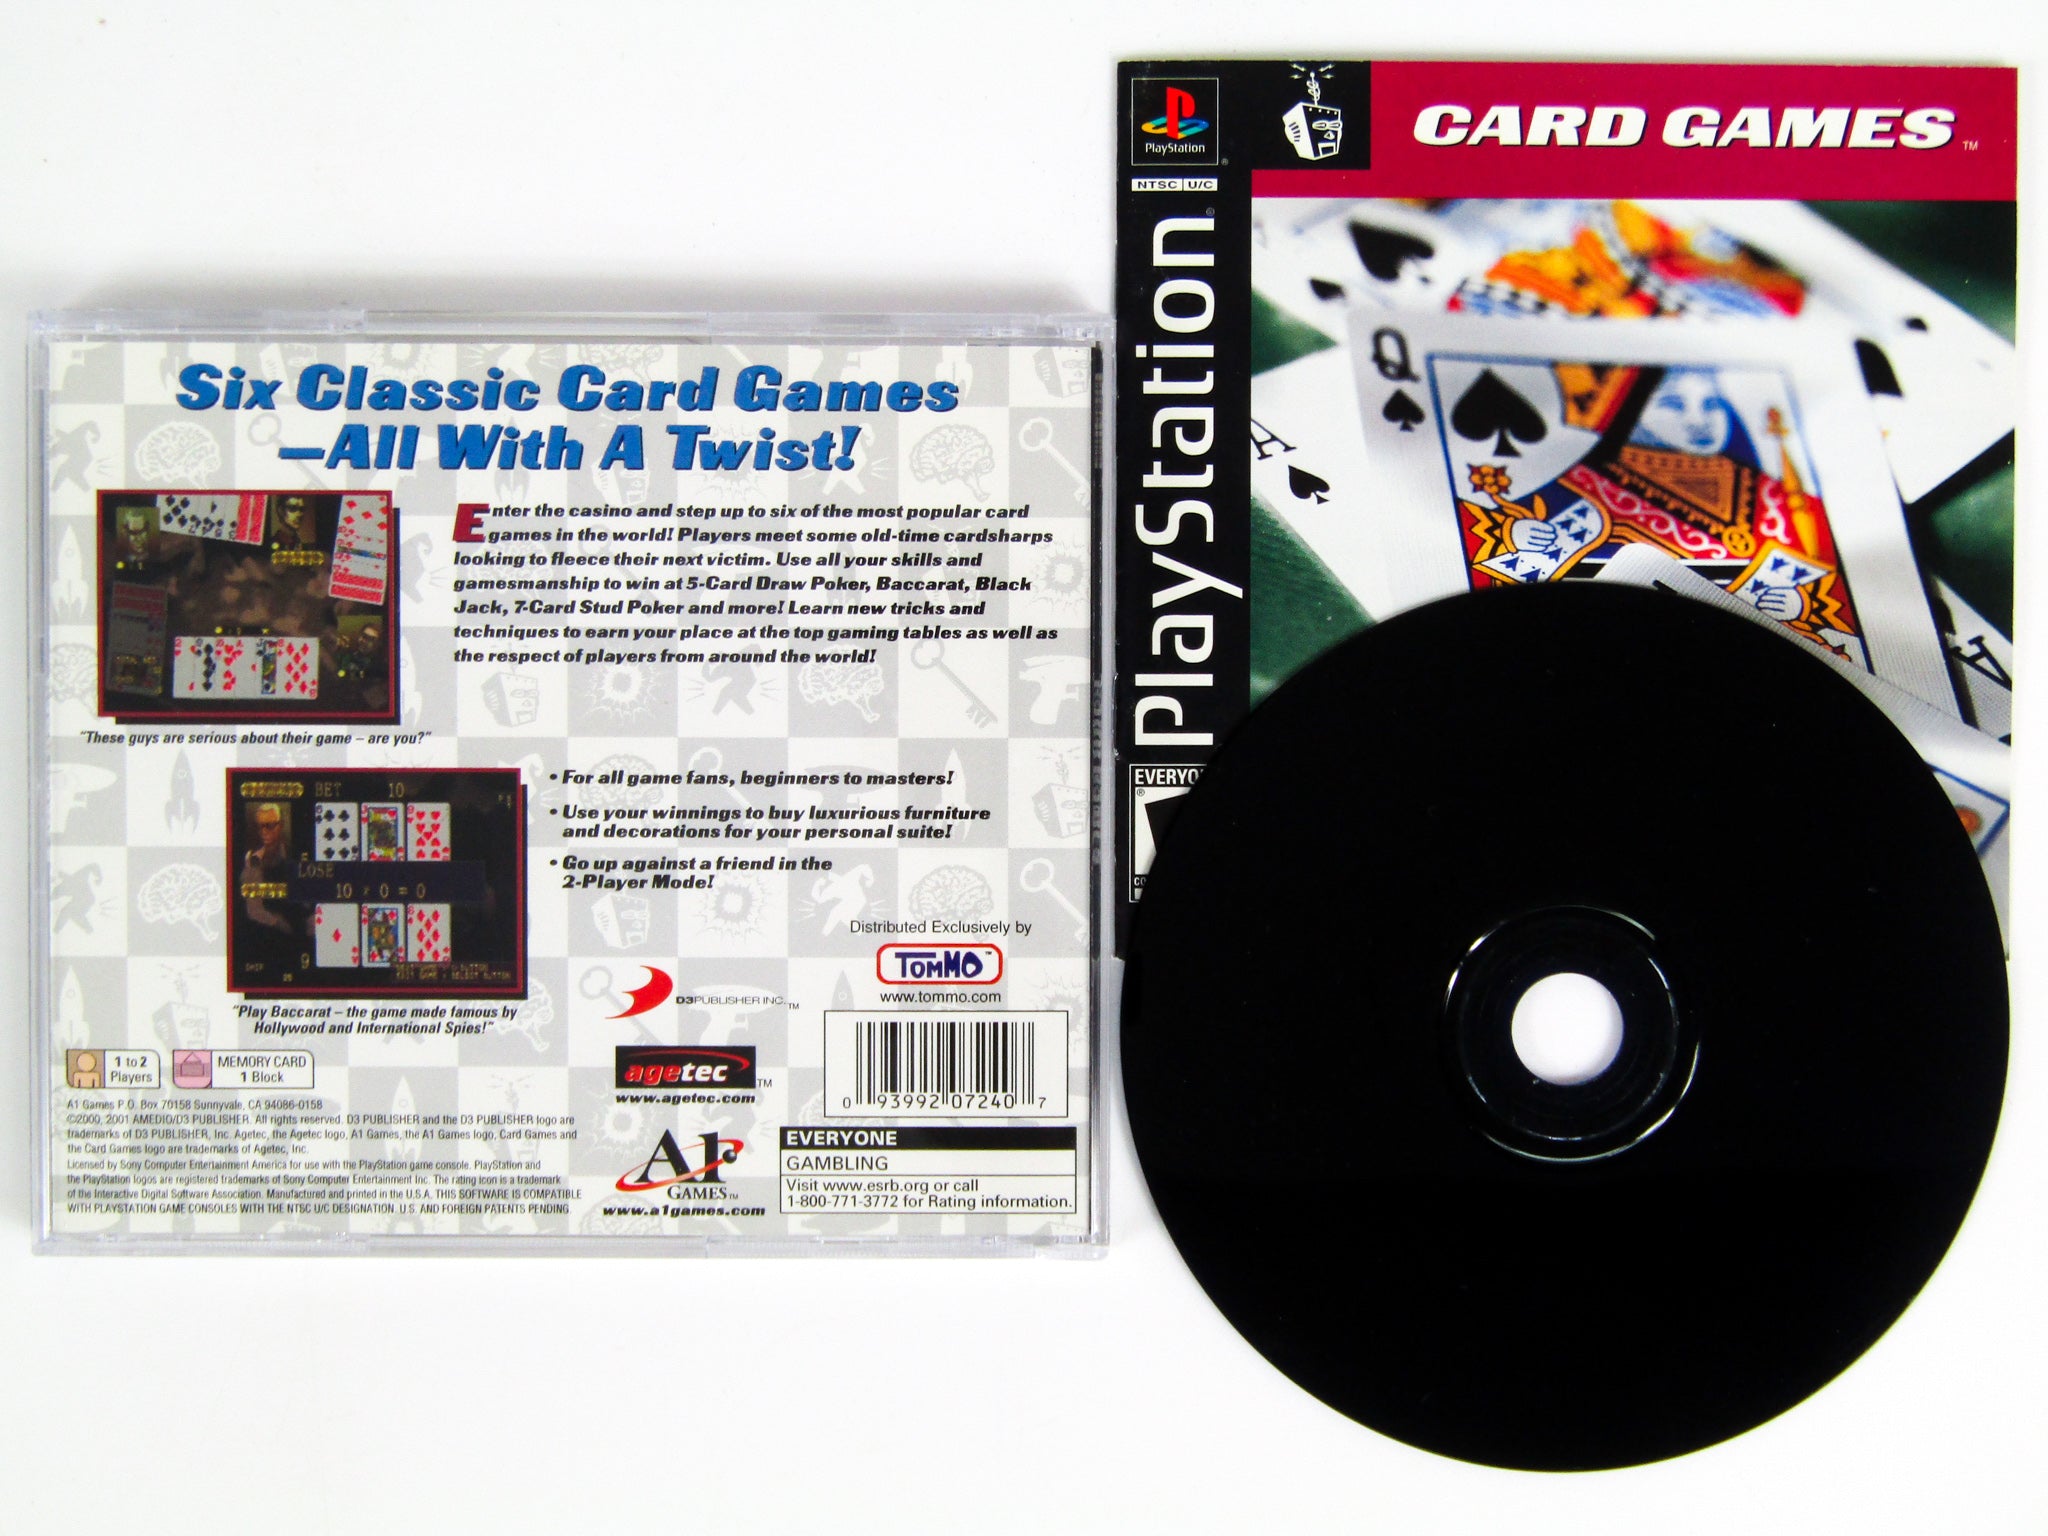 Six Classic Card Games
–All With A Twist!
Enter the casino and step up to six of the most popular card
games in the world! Players meet some old-time cardsharps
looking to fleece their next victim. Use all your skills and
gamesmanship to win at 5-Card Draw Poker, Baccarat, Black
Jack, 7-Card Stud Poker and more! Learn new tricks and
techniques to earn your place at the top gaming tables as well as
the respect of players from around the world!
"These guys are serious about their game – are you?"
BET 10
LOSE
10 × 0 = 0
9
"Play Baccarat – the game made famous by
Hollywood and International Spies!"
• For all game fans, beginners to masters!
• Use your winnings to buy luxurious furniture
and decorations for your personal suite!
• Go up against a friend in the
2-Player Mode!
Distributed Exclusively by
TOMMO™
www.tommo.com
D3PUBLISHER INC.™
1 to 2
Players
MEMORY CARD
1 Block
agetec™
www.agetec.com
0 93992 07240 7
A1 Games P.O. Box 70158 Sunnyvale, CA 94086-0158
©2000, 2001 AMEDIO/D3 PUBLISHER. All rights reserved. D3 PUBLISHER and the D3 PUBLISHER logo are
trademarks of D3 PUBLISHER, Inc. Agetec, the Agetec logo, A1 Games, the A1 Games logo, Card Games and
the Card Games logo are trademarks of Agetec, Inc.
Licensed by Sony Computer Entertainment America for use with the PlayStation game console. PlayStation and
the PlayStation logos are registered trademarks of Sony Computer Entertainment Inc. The rating icon is a trademark
of the Interactive Digital Software Association. Manufactured and printed in the U.S.A. THIS SOFTWARE IS COMPATIBLE
WITH PLAYSTATION GAME CONSOLES WITH THE NTSC U/C DESIGNATION. U.S. AND FOREIGN PATENTS PENDING.
A1
GAMES™
www.a1games.com
EVERYONE
GAMBLING
Visit www.esrb.org or call
1-800-771-3772 for Rating information.
PlayStation®
NTSC U/C
PlayStation
CARD GAMES™
Q
A
A
EVERYO
®